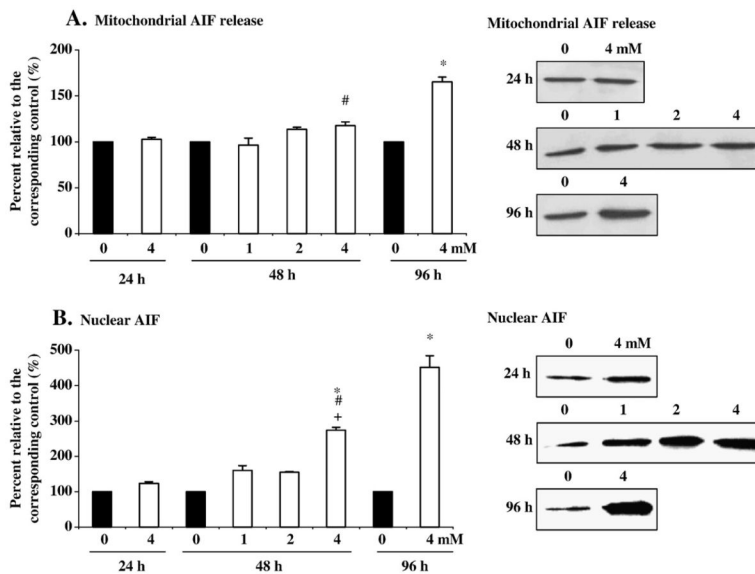 A. Mitochondrial AIF release
Percent relative to the
corresponding control (%)
200
150
100
50
0
#
*
0 4 0 1 2 4 0 4 mM
24 h 48 h 96 h
Mitochondrial AIF release
0 4 mM
24 h
0 1 2 4
48 h
0 4
96 h
B. Nuclear AIF
Percent relative to the
corresponding control (%)
500
400
300
200
100
0
*
#
+
*
0 4 0 1 2 4 0 4 mM
24 h 48 h 96 h
Nuclear AIF
0 4 mM
24 h
0 1 2 4
48 h
0 4
96 h